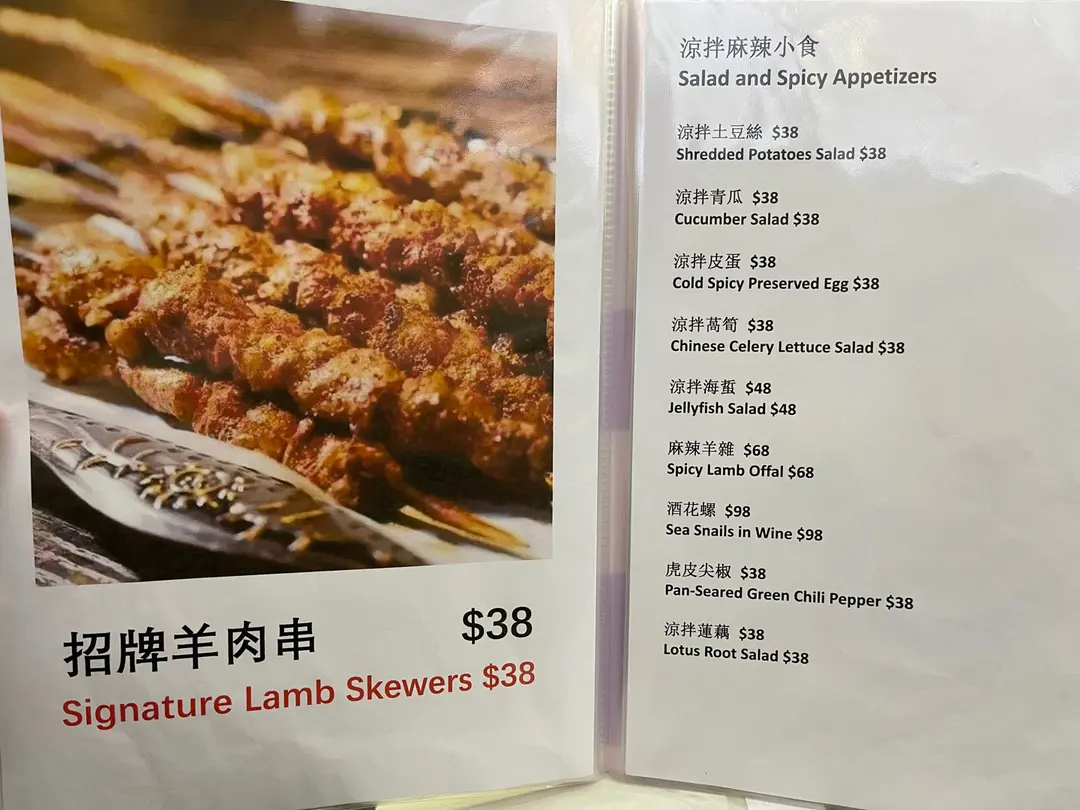 招牌羊肉串 $38
Signature Lamb Skewers $38
涼拌麻辣小食
Salad and Spicy Appetizers
涼拌土豆絲 $38
Shredded Potatoes Salad $38
涼拌青瓜 $38
Cucumber Salad $38
涼拌皮蛋 $38
Cold Spicy Preserved Egg $38
涼拌萵筍 $38
Chinese Celery Lettuce Salad $38
涼拌海蜇 $48
Jellyfish Salad $48
麻辣羊雜 $68
Spicy Lamb Offal $68
酒花螺 $98
Sea Snails in Wine $98
虎皮尖椒 $38
Pan-Seared Green Chili Pepper $38
涼拌蓮藕 $38
Lotus Root Salad $38